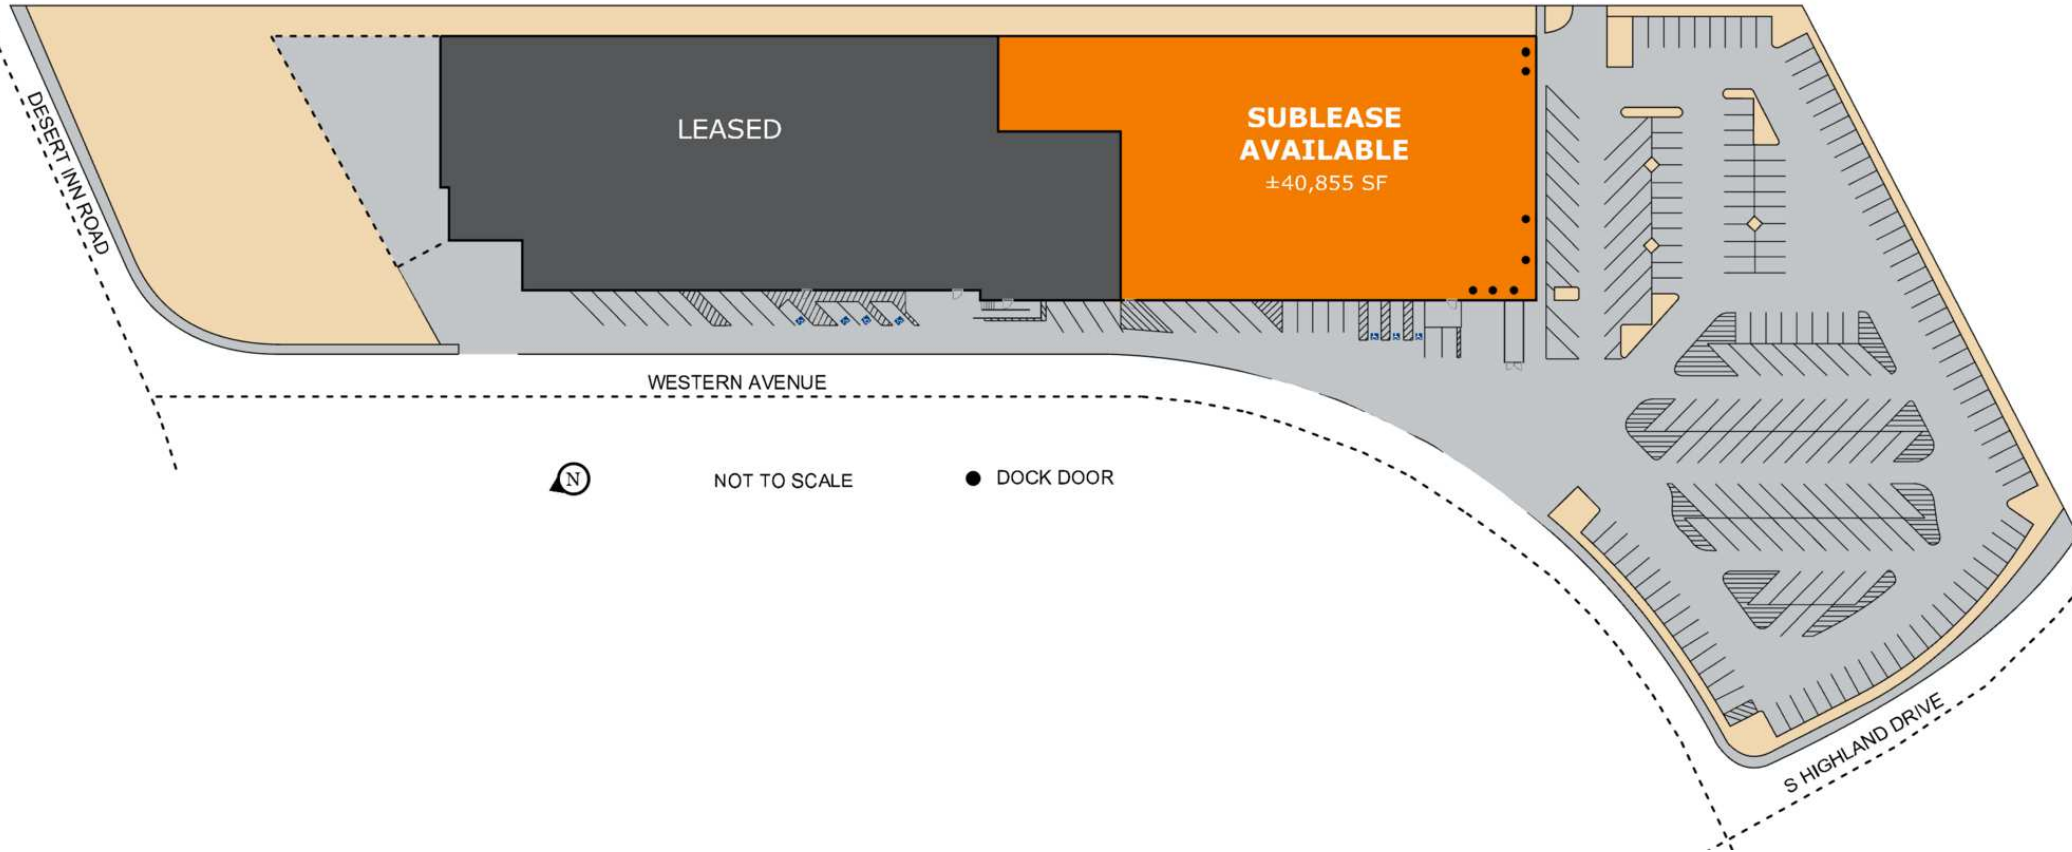 LEASED
SUBLEASE
AVAILABLE
±40,855 SF
DESERT INN ROAD
WESTERN AVENUE
N
NOT TO SCALE
DOCK DOOR
S HIGHLAND DRIVE